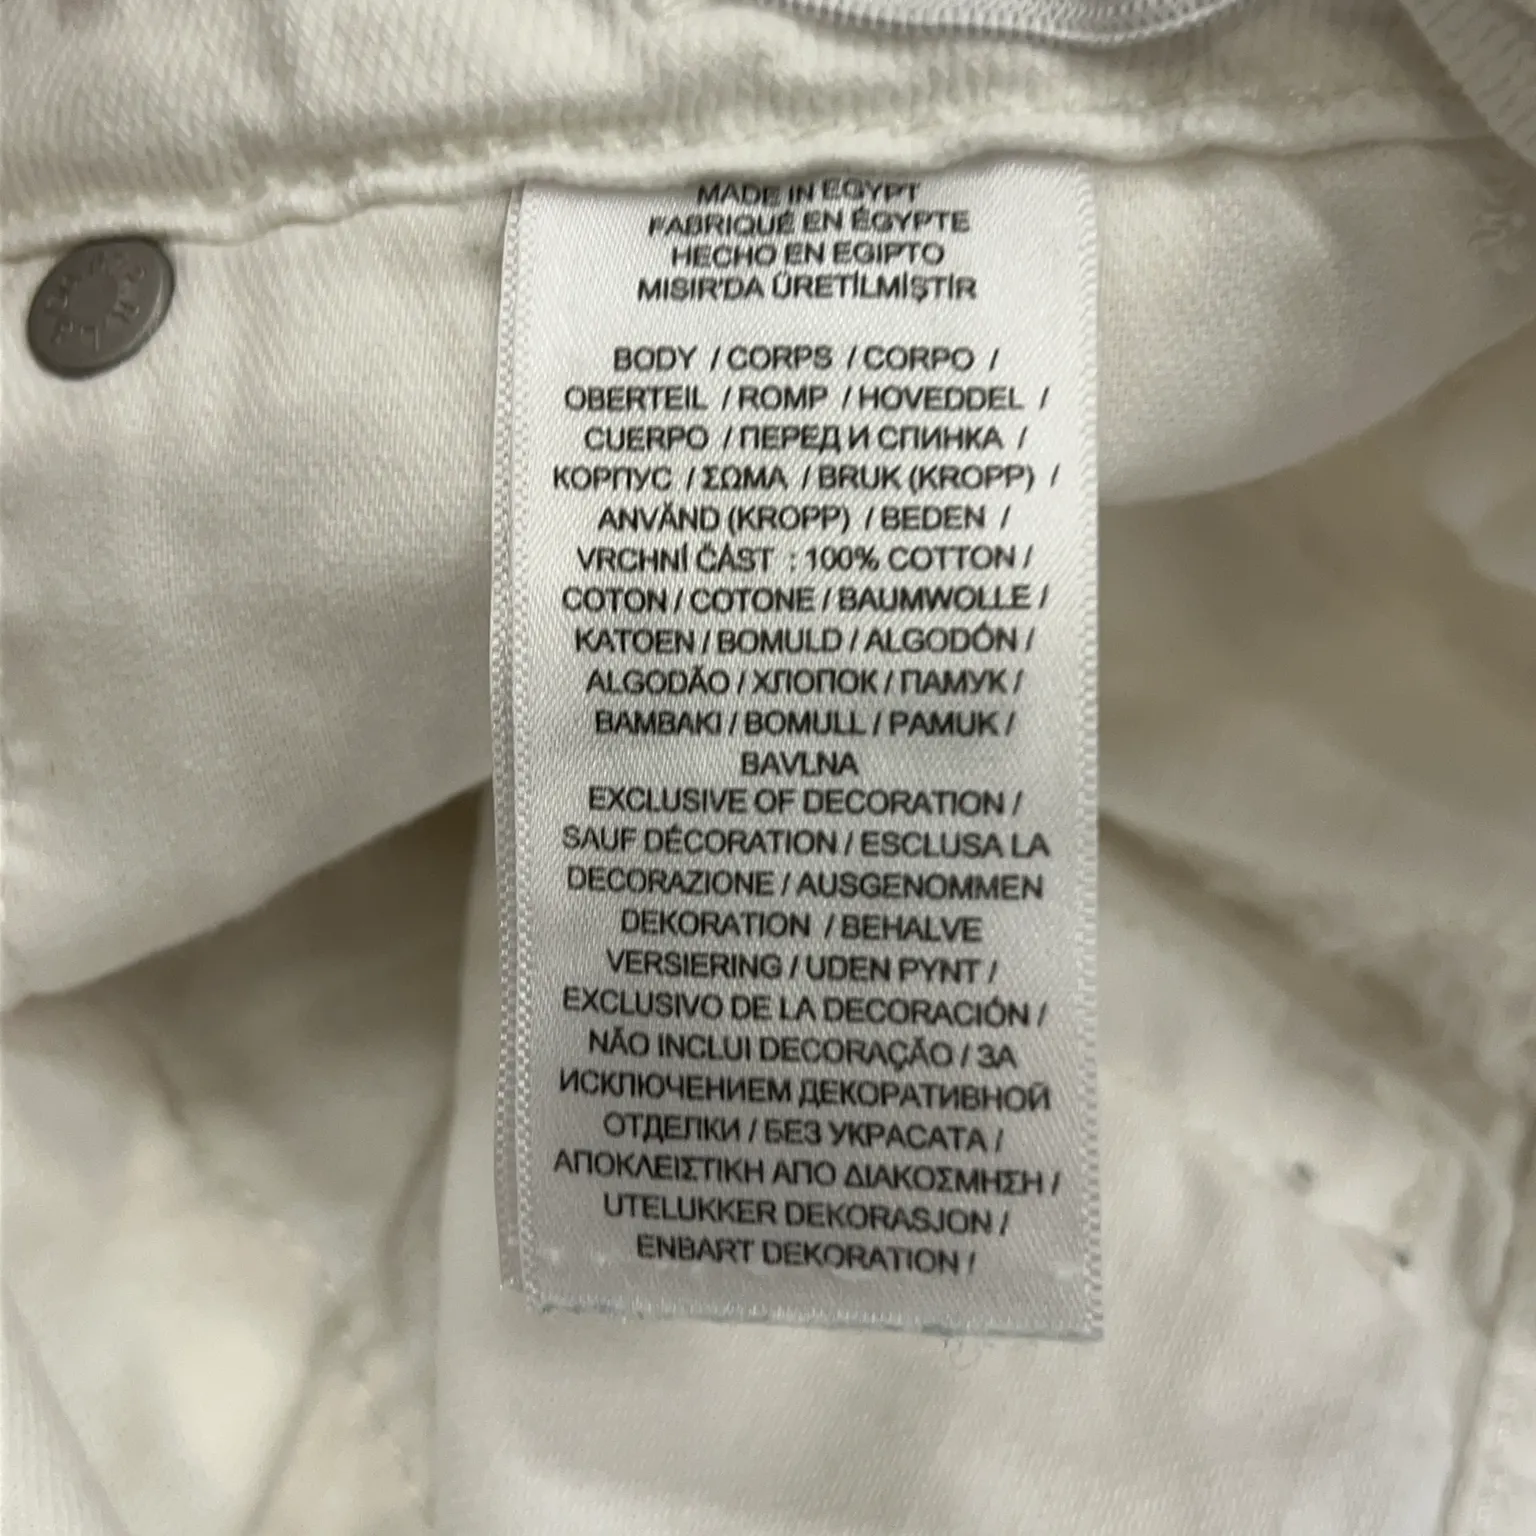 MADE IN EGYPT
FABRIQUÉ EN ÉGYPTE
HECHO EN EGIPTO
MISIR'DA ÜRETİLMİŞTİR
BODY / CORPS / CORPO /
OBERTEIL / ROMP / HOVEDDEL /
CUERPO / ПЕРЕД И СПИНКА /
КОРПУС / ΣΩΜΑ / BRUK (KROPP) /
ANVÄND (KROPP) / BEDEN /
VRCHNÍ ČÁST : 100% COTTON /
COTON / COTONE / BAUMWOLLE /
KATOEN / BOMULD / ALGODÓN /
ALGODÃO / ХЛОПОК / ПАМУК /
BAMBAKI / BOMULL / PAMUK /
BAVLNA
EXCLUSIVE OF DECORATION /
SAUF DÉCORATION / ESCLUSA LA
DECORAZIONE / AUSGENOMMEN
DEKORATION / BEHALVE
VERSIERING / UDEN PYNT /
EXCLUSIVO DE LA DECORACIÓN /
NÃO INCLUI DECORAÇÃO / ЗА
ИСКЛЮЧЕНИЕМ ДЕКОРАТИВНОЙ
ОТДЕЛКИ / БЕЗ УКРАСАТА /
ΑΠΟΚΛΕΙΣΤΙΚΗ ΑΠΟ ΔΙΑΚΟΣΜΗΣΗ /
UTELUKKER DEKORASJON /
ENBART DEKORATION /